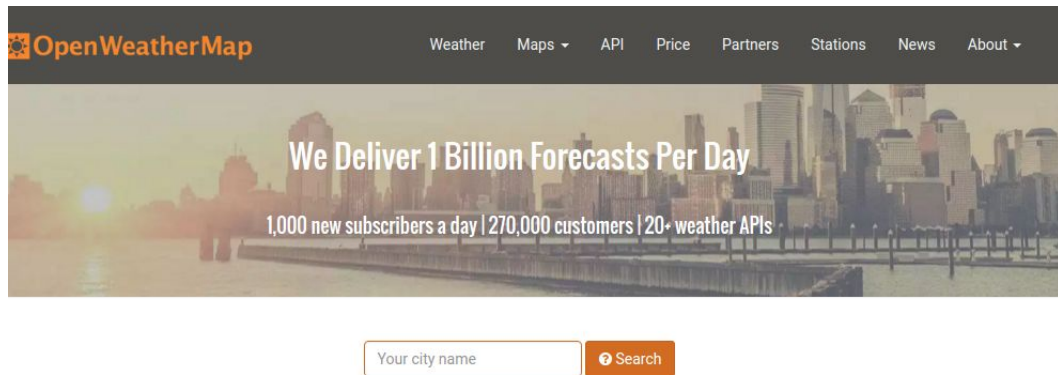 OpenWeatherMap
Weather Maps API Price Partners Stations News About
We Deliver 1 Billion Forecasts Per Day
1,000 new subscribers a day | 270,000 customers | 20+ weather APIs
Your city name Search